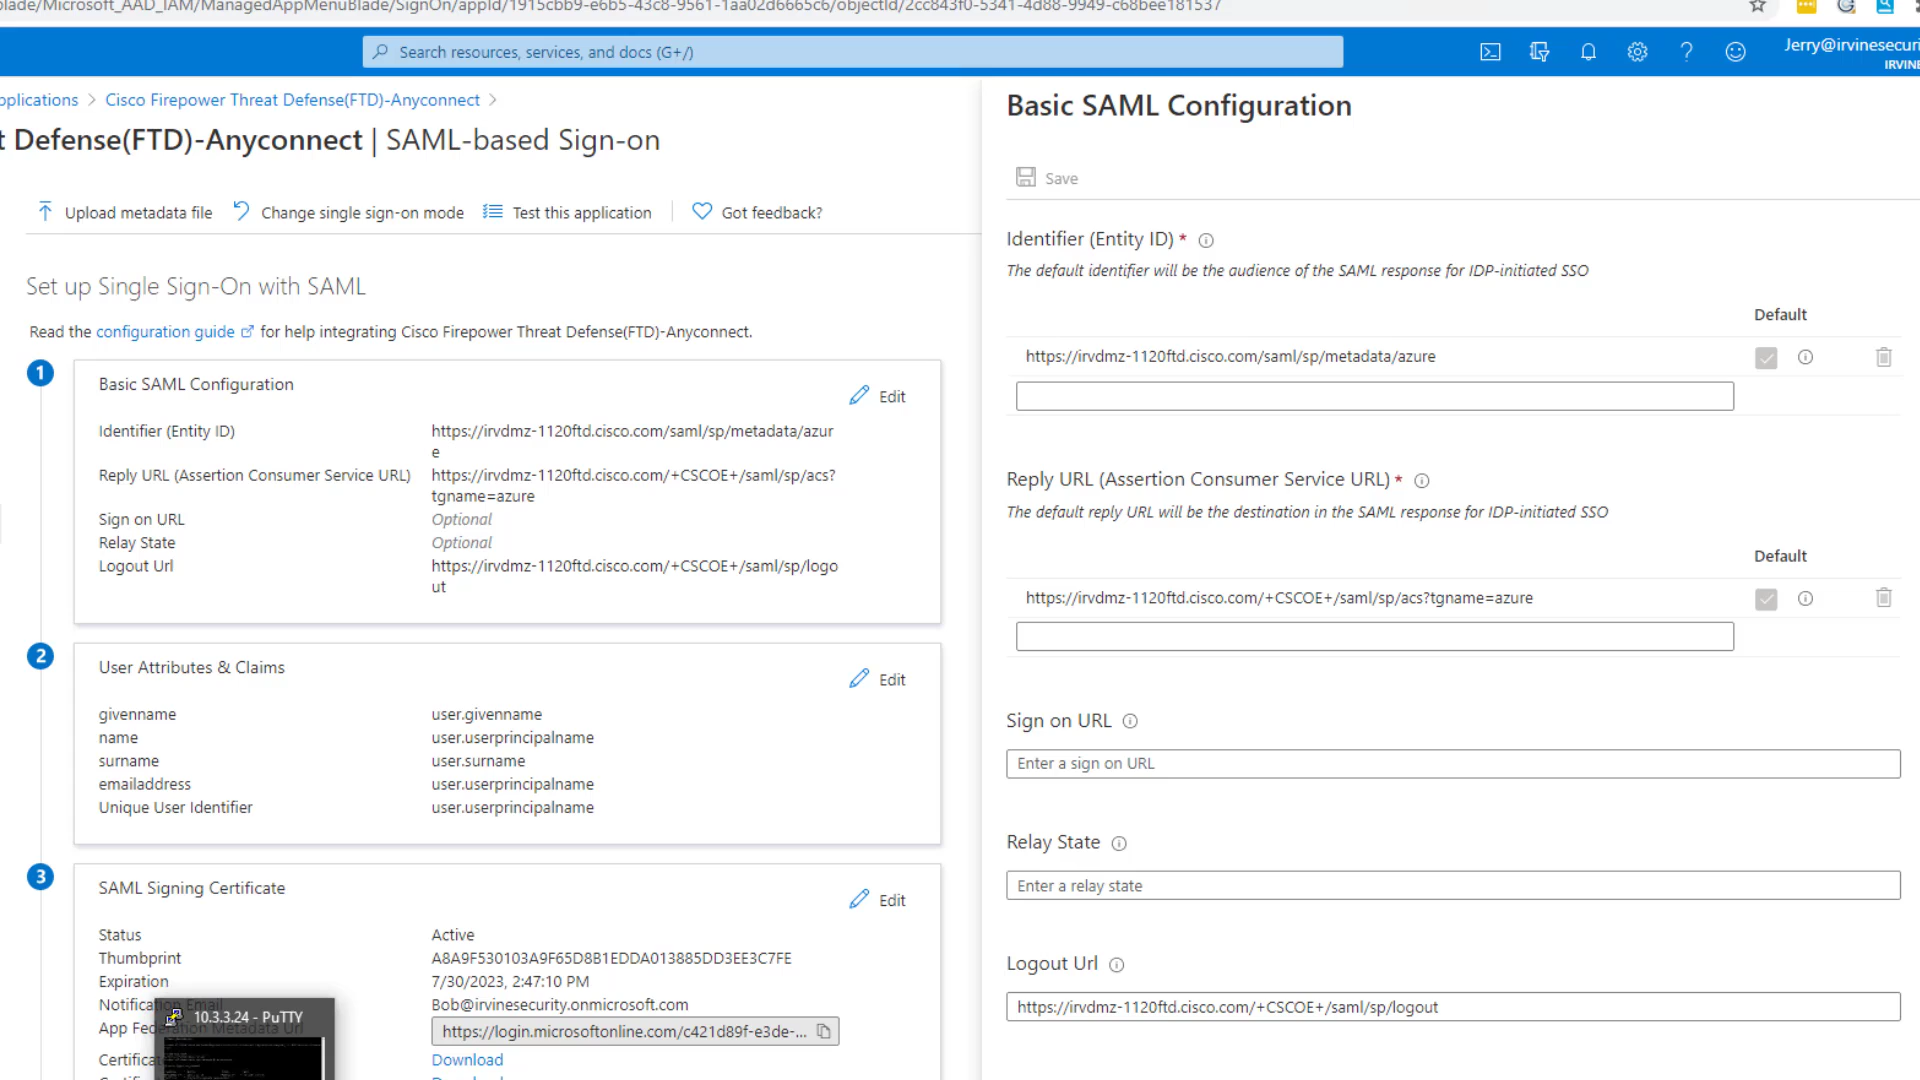 blade/Microsoft_AAD_IAM/ManagedAppMenuBlade/SignOn/appId/1915cbb9-e6b5-43c8-9561-1aa02d6665c6/objectId/2cc843f0-5341-4d88-9949-c68bee181537
Search resources, services, and docs (G+/)
Jerry@irvinesecuri
IRVINE
pplications > Cisco Firepower Threat Defense(FTD)-Anyconnect >
t Defense(FTD)-Anyconnect | SAML-based Sign-on
Upload metadata file Change single sign-on mode Test this application Got feedback?
Set up Single Sign-On with SAML
Read the configuration guide for help integrating Cisco Firepower Threat Defense(FTD)-Anyconnect.
1
Basic SAML Configuration
Edit
Identifier (Entity ID) https://irvdmz-1120ftd.cisco.com/saml/sp/metadata/azur
e
Reply URL (Assertion Consumer Service URL) https://irvdmz-1120ftd.cisco.com/+CSCOE+/saml/sp/acs?
tgname=azure
Sign on URL Optional
Relay State Optional
Logout Url https://irvdmz-1120ftd.cisco.com/+CSCOE+/saml/sp/logo
ut
2
User Attributes & Claims
Edit
givenname user.givenname
name user.userprincipalname
surname user.surname
emailaddress user.userprincipalname
Unique User Identifier user.userprincipalname
3
SAML Signing Certificate
Edit
Status Active
Thumbprint A8A9F530103A9F65D8B1EDDA013885DD3EE3C7FE
Expiration 7/30/2023, 2:47:10 PM
Notification Email Bob@irvinesecurity.onmicrosoft.com
App Federation Metadata Url https://login.microsoftonline.com/c421d89f-e3de-...
Certifica Download
10.3.3.24 - PuTTY
Basic SAML Configuration
Save
Identifier (Entity ID) *
The default identifier will be the audience of the SAML response for IDP-initiated SSO
Default
https://irvdmz-1120ftd.cisco.com/saml/sp/metadata/azure
Reply URL (Assertion Consumer Service URL) *
The default reply URL will be the destination in the SAML response for IDP-initiated SSO
Default
https://irvdmz-1120ftd.cisco.com/+CSCOE+/saml/sp/acs?tgname=azure
Sign on URL
Enter a sign on URL
Relay State
Enter a relay state
Logout Url
https://irvdmz-1120ftd.cisco.com/+CSCOE+/saml/sp/logout